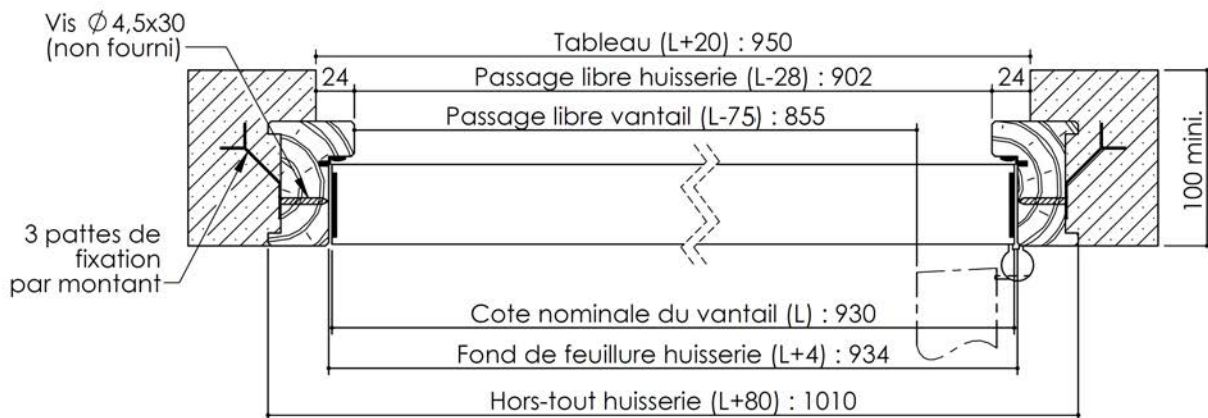 Vis Ø 4,5x30
(non fourni)
Tableau (L+20) : 950
24
Passage libre huisserie (L-28) : 902
24
Passage libre vantail (L-75) : 855
100 mini.
3 pattes de
fixation
par montant
Cote nominale du vantail (L) : 930
Fond de feuillure huisserie (L+4) : 934
Hors-tout huisserie (L+80) : 1010